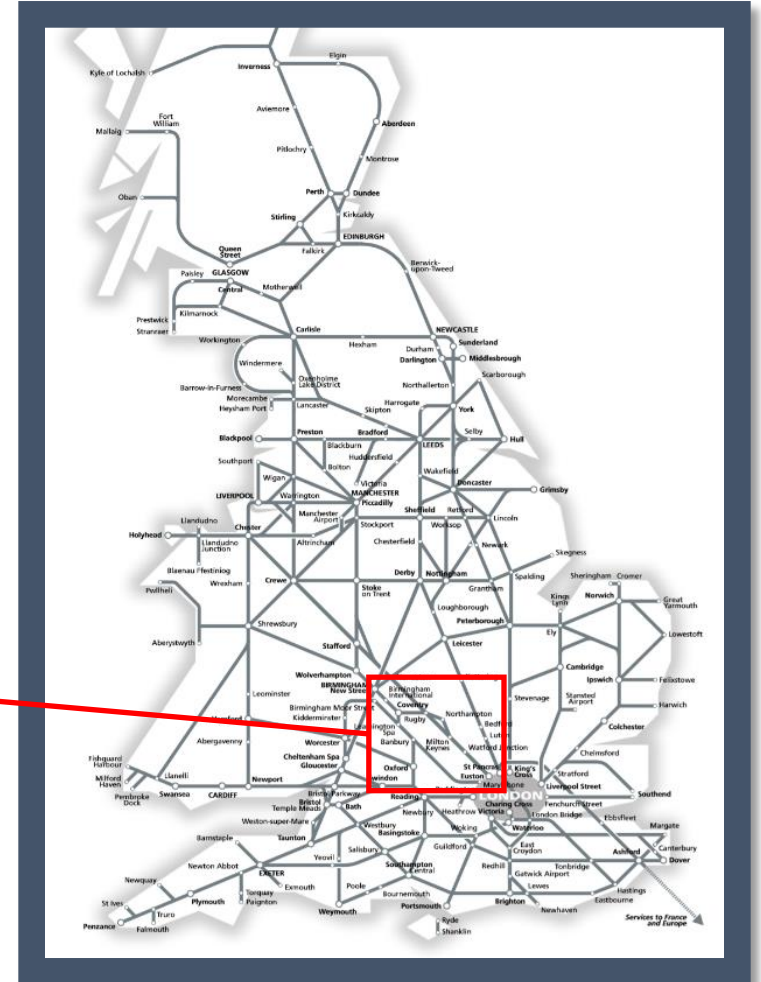 Elgin
Inverness
Kyle of Lochalsh
Aviemore
Fort
William
Mallaig
Aberdeen
Pitlochry
Montrose
Perth
Dundee
Oban
Stirling
Kirkcaldy
EDINBURGH
Queen
Street
Falkirk
GLASGOW
Paisley
Central
Motherwell
Berwick-
upon-Tweed
Prestwick
Kilmarnock
Stranraer
Carlisle
NEWCASTLE
Workington
Hexham
Sunderland
Durham
Darlington
Middlesbrough
Windermere
Scarborough
Oxenholme
Lake District
Northallerton
Barrow-in-Furness
Morecambe
Heysham Port
Lancaster
Harrogate
Skipton
York
Blackpool
Preston
Bradford
Selby
Blackburn
LEEDS
Hull
Southport
Huddersfield
Bolton
Wakefield
Wigan
Victoria
LIVERPOOL
Warrington
MANCHESTER
Piccadilly
Doncaster
Grimsby
Manchester
Airport
Sheffield
Retford
Llandudno
Stockport
Worksop
Lincoln
Holyhead
Chester
Llandudno
Junction
Altrincham
Chesterfield
Newark
Skegness
Blaenau Ffestiniog
Wrexham
Crewe
Stoke
on Trent
Derby
Nottingham
Grantham
Spalding
Sheringham
Cromer
Pwllheli
Loughborough
Kings
Lynn
Norwich
Great
Yarmouth
Shrewsbury
Peterborough
Aberystwyth
Stafford
Leicester
Ely
Lowestoft
Wolverhampton
Cambridge
BIRMINGHAM
New Street
Birmingham
International
Ipswich
Felixstowe
Leominster
Birmingham Moor Street
Coventry
Stevenage
Stansted
Airport
Kidderminster
Rugby
Northampton
Harwich
Spa
Bedford
Colchester
Abergavenny
Worcester
Banbury
Milton
Keynes
Watford Junction
Chelmsford
Fishguard
Harbour
Cheltenham Spa
Gloucester
Oxford
St Pancras
King's
Cross
Stratford
Milford
Haven
Llanelli
Newport
Euston
Liverpool Street
Pembroke
Dock
Swansea
CARDIFF
Bristol Parkway
Reading
LONDON
Southend
Bristol
Temple Meads
Bath
Newbury
Heathrow
Victoria
Charing Cross
Fenchurch Street
London Bridge
Ebbsfleet
Weston-super-Mare
Westbury
Basingstoke
Woking
Waterloo
Margate
Barnstaple
Taunton
Salisbury
Guildford
East
Croydon
Canterbury
Newton Abbot
Yeovil
Southampton
Central
Redhill
Tonbridge
Ashford
Dover
EXETER
Gatwick Airport
Newquay
Exmouth
Poole
Lewes
Hastings
St Ives
Plymouth
Torquay
Paignton
Bournemouth
Eastbourne
Truro
Weymouth
Portsmouth
Brighton
Newhaven
Penzance
Falmouth
Ryde
Shanklin
Services to France
and Europe